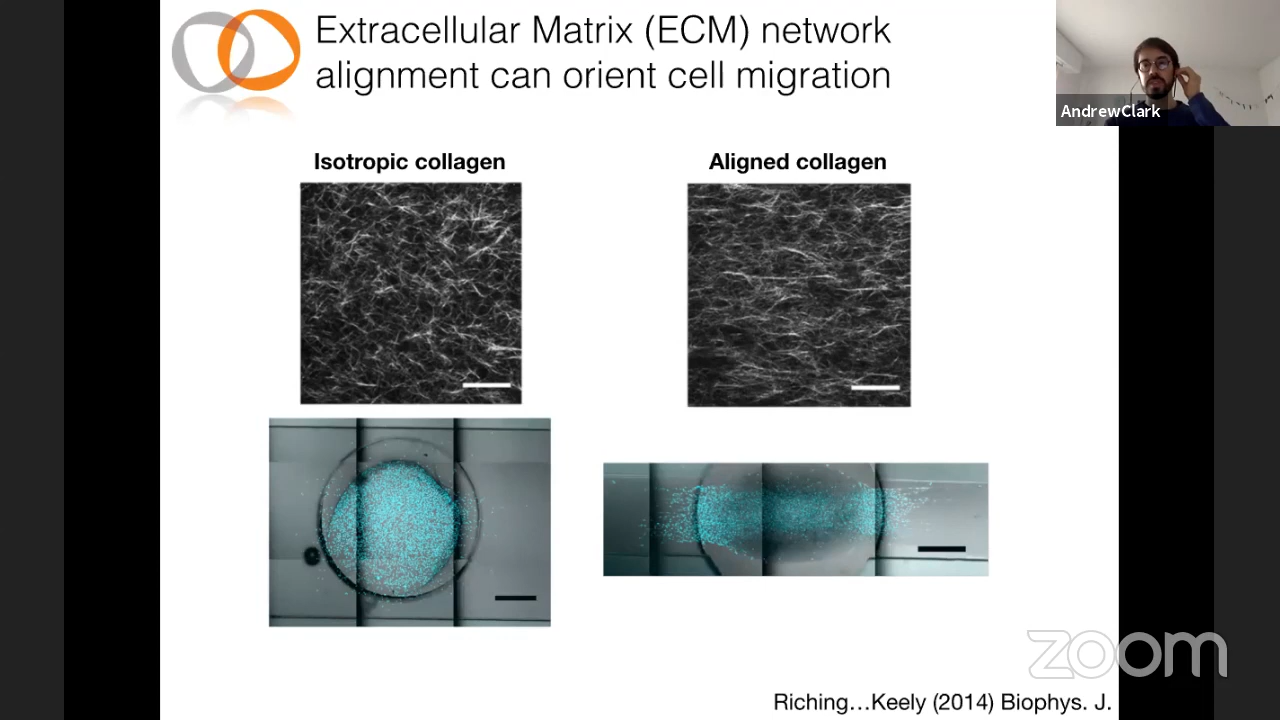 Extracellular Matrix (ECM) network
alignment can orient cell migration
AndrewClark
Isotropic collagen
Aligned collagen
zoom
Riching…Keely (2014) Biophys. J.